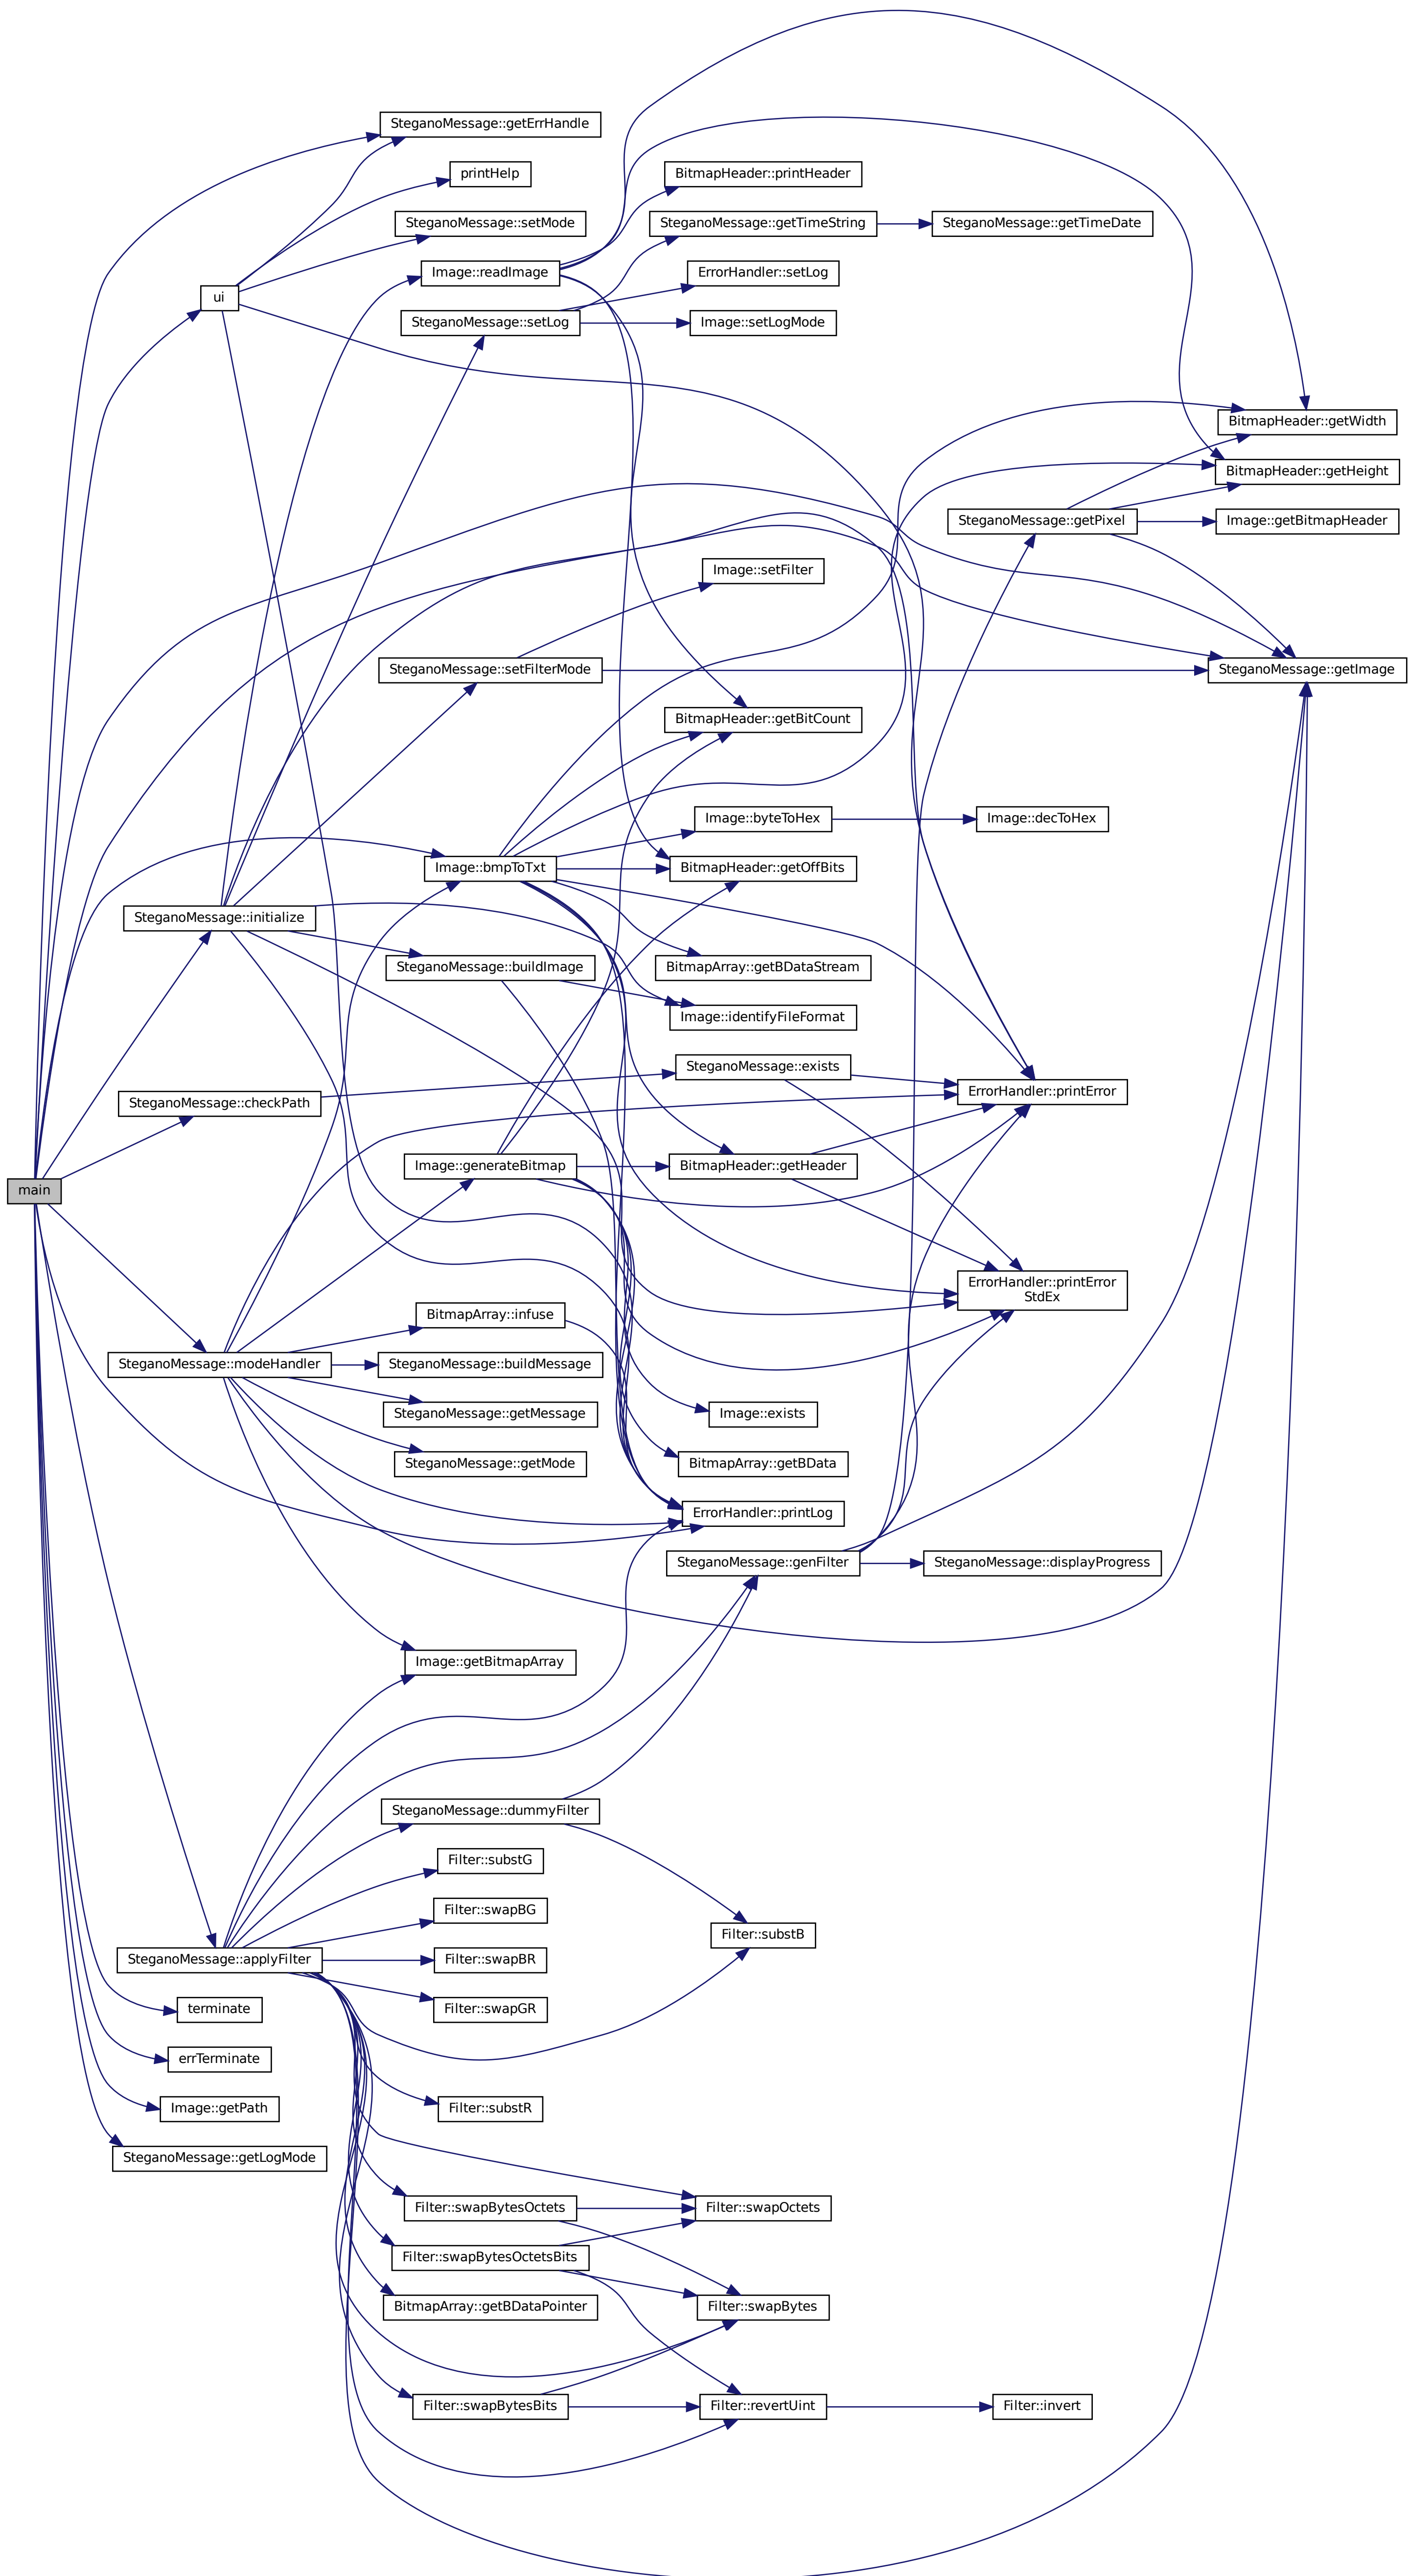 SteganoMessage::getErrHandle
printHelp
BitmapHeader::printHeader
SteganoMessage::setMode
SteganoMessage::getTimeString
SteganoMessage::getTimeDate
Image::readImage
ErrorHandler::setLog
ui
SteganoMessage::setLog
Image::setLogMode
BitmapHeader::getWidth
BitmapHeader::getHeight
SteganoMessage::getPixel
Image::getBitmapHeader
Image::setFilter
SteganoMessage::setFilterMode
SteganoMessage::getImage
BitmapHeader::getBitCount
Image::byteToHex
Image::decToHex
Image::bmpToTxt
BitmapHeader::getOffBits
SteganoMessage::initialize
SteganoMessage::buildImage
BitmapArray::getBDataStream
Image::identifyFileFormat
SteganoMessage::exists
ErrorHandler::printError
SteganoMessage::checkPath
Image::generateBitmap
BitmapHeader::getHeader
main
ErrorHandler::printError
StdEx
BitmapArray::infuse
SteganoMessage::modeHandler
SteganoMessage::buildMessage
SteganoMessage::getMessage
Image::exists
SteganoMessage::getMode
BitmapArray::getBData
ErrorHandler::printLog
SteganoMessage::genFilter
SteganoMessage::displayProgress
Image::getBitmapArray
SteganoMessage::dummyFilter
Filter::substG
Filter::swapBG
Filter::substB
SteganoMessage::applyFilter
Filter::swapBR
terminate
Filter::swapGR
errTerminate
Image::getPath
Filter::substR
SteganoMessage::getLogMode
Filter::swapBytesOctets
Filter::swapOctets
Filter::swapBytesOctetsBits
BitmapArray::getBDataPointer
Filter::swapBytes
Filter::swapBytesBits
Filter::revertUint
Filter::invert